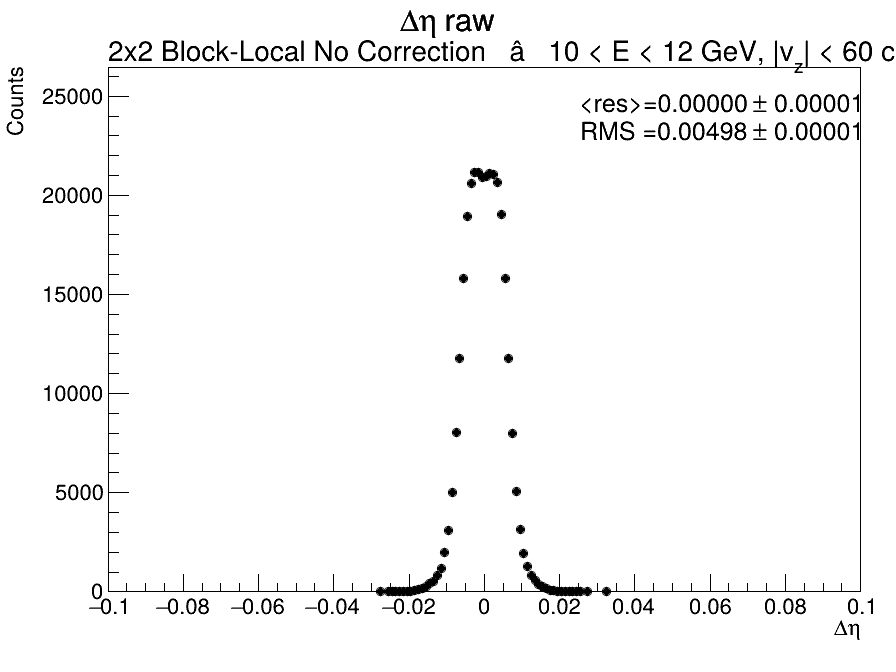 Δη raw
2x2 Block-Local No Correction â 10 < E < 12 GeV, |v_z| < 60 c
Counts
<res>=0.00000 ± 0.00001
RMS =0.00498 ± 0.00001
25000
20000
15000
10000
5000
0
−0.1 −0.08 −0.06 −0.04 −0.02 0 0.02 0.04 0.06 0.08 0.1
Δη